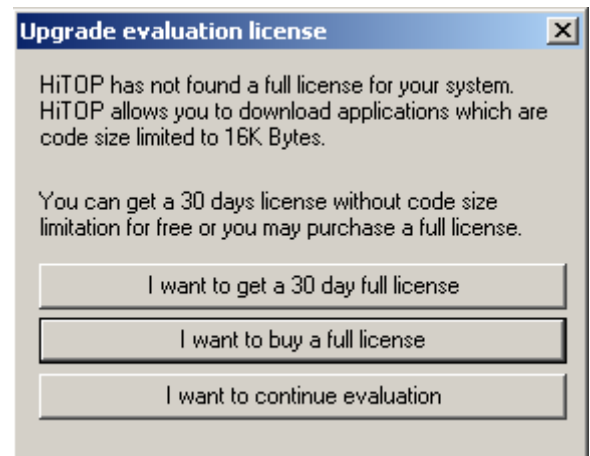 Upgrade evaluation license
HiTOP has not found a full license for your system.
HiTOP allows you to download applications which are
code size limited to 16K Bytes.
You can get a 30 days license without code size
limitation for free or you may purchase a full license.
I want to get a 30 day full license
I want to buy a full license
I want to continue evaluation